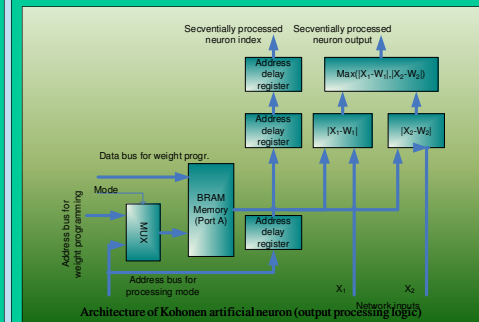 Secventially processed
neuron index
Secventially processed
neuron output
Address
delay
register
Max(|X1-W1|,|X2-W2|)
Address
delay
register
|X1-W1|
|X2-W2|
Data bus for weight progr.
Mode
BRAM
Memory
(Port A)
MUX
Address bus for
weight programming
Address
delay
register
Address bus for
processing mode
X1
X2
Network inputs
Architecture of Kohonen artificial neuron (output processing logic)